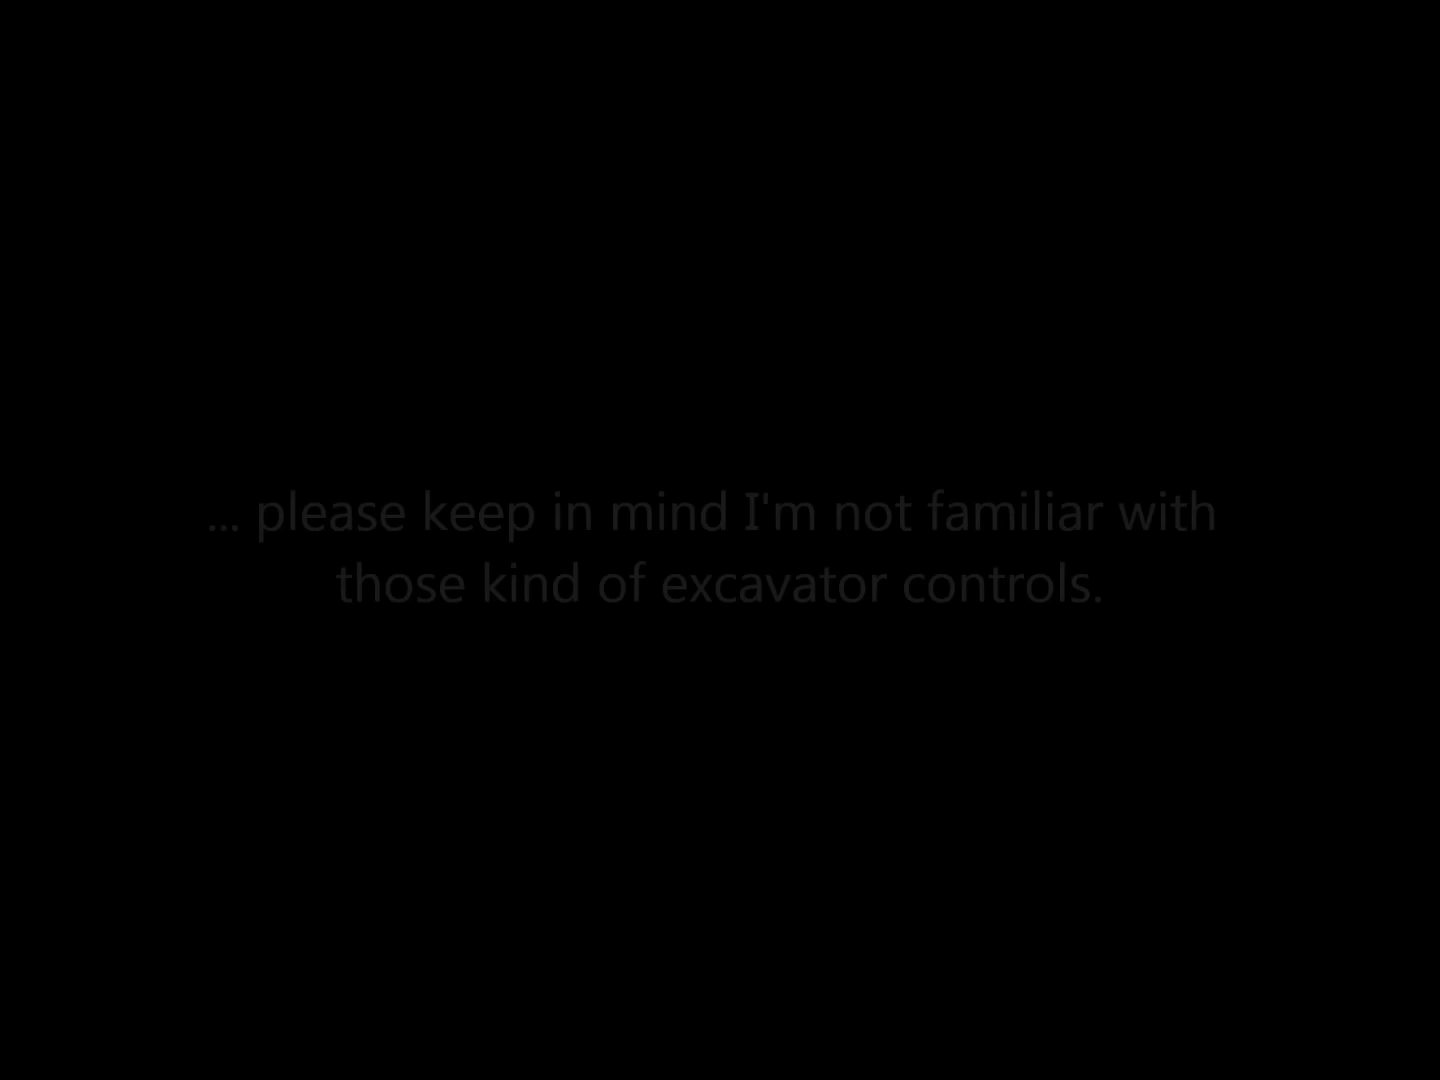 ... please keep in mind I'm not familiar with
those kind of excavator controls.